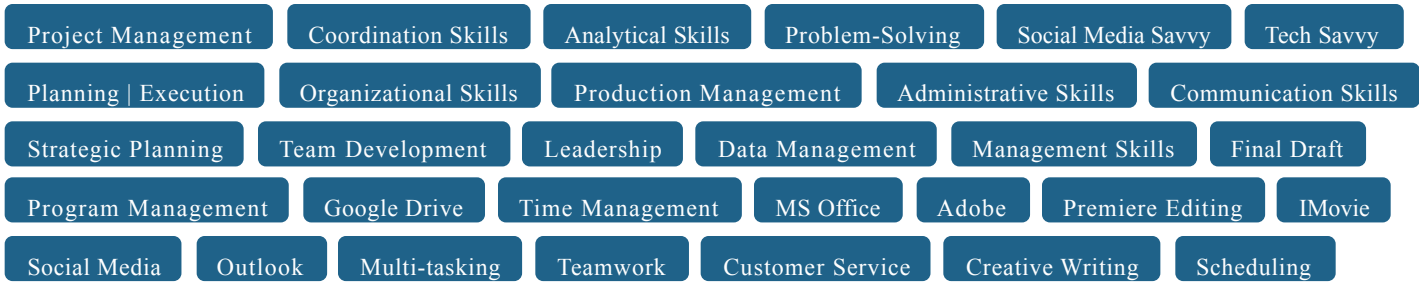 Project Management Coordination Skills Analytical Skills Problem-Solving Social Media Savvy Tech Savvy
Planning | Execution Organizational Skills Production Management Administrative Skills Communication Skills
Strategic Planning Team Development Leadership Data Management Management Skills Final Draft
Program Management Google Drive Time Management MS Office Adobe Premiere Editing IMovie
Social Media Outlook Multi-tasking Teamwork Customer Service Creative Writing Scheduling